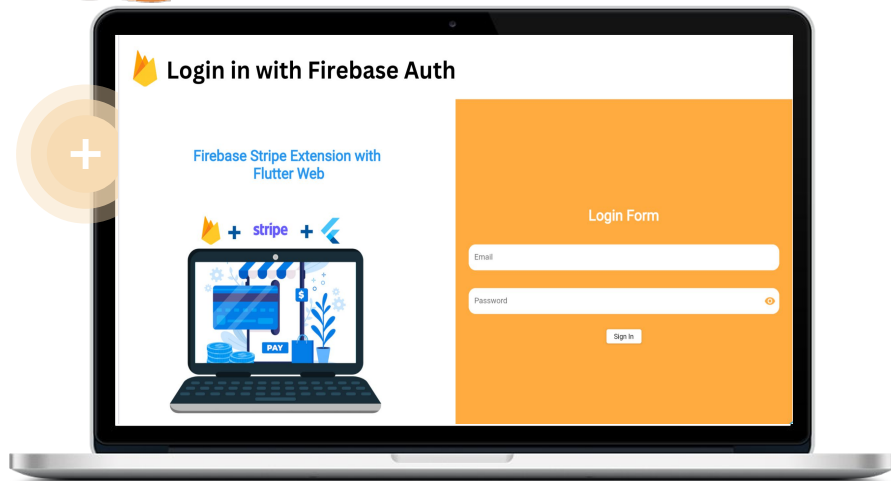 Login in with Firebase Auth
Firebase Stripe Extension with
Flutter Web
+ stripe +
$
PAY
Login Form
Email
Password
Sign In
+